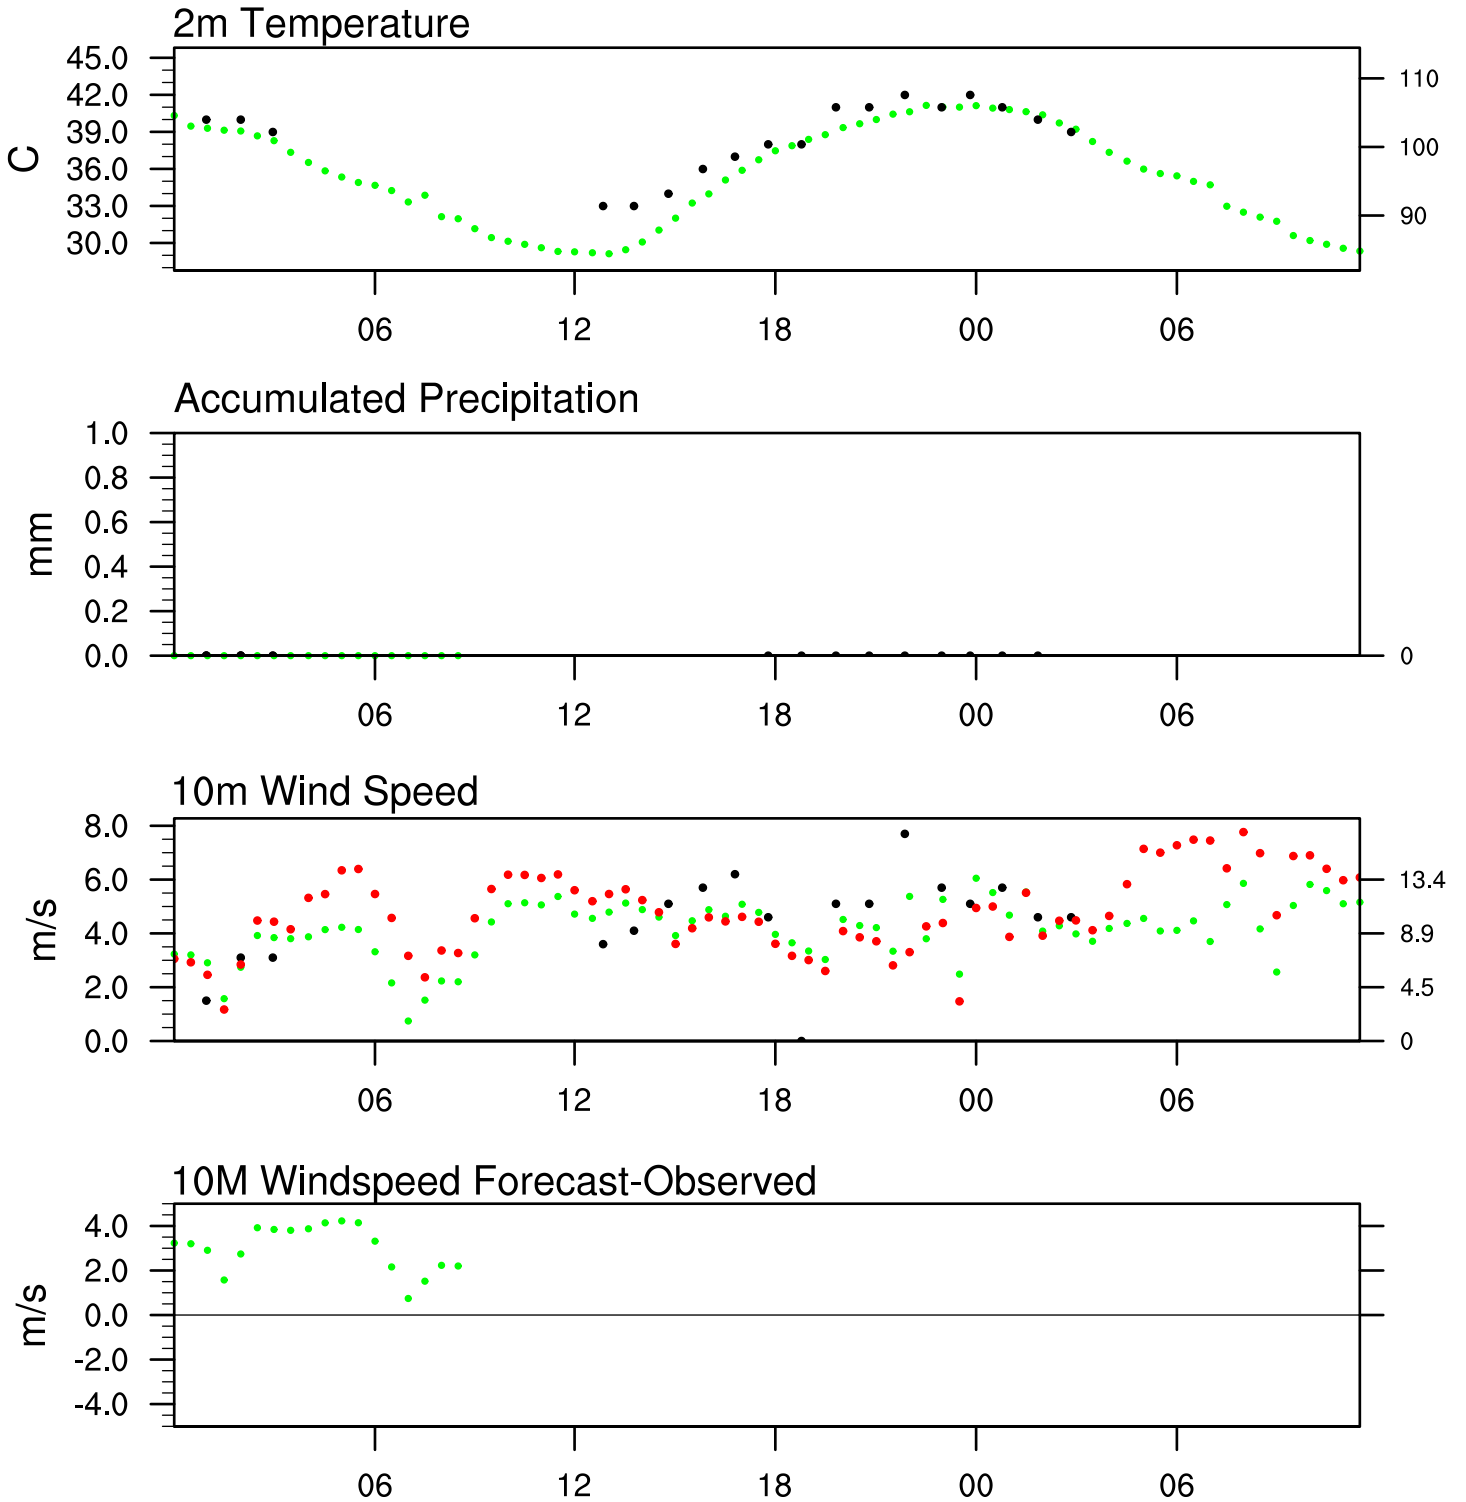 2m Temperature
45.0
42.0
39.0
36.0
33.0
30.0
C
110
100
90
06 12 18 00 06
Accumulated Precipitation
1.0
0.8
0.6
0.4
0.2
0.0
mm
0
06 12 18 00 06
10m Wind Speed
8.0
6.0
4.0
2.0
0.0
m/s
13.4
8.9
4.5
0
06 12 18 00 06
10M Windspeed Forecast-Observed
4.0
2.0
0.0
-2.0
-4.0
m/s
06 12 18 00 06